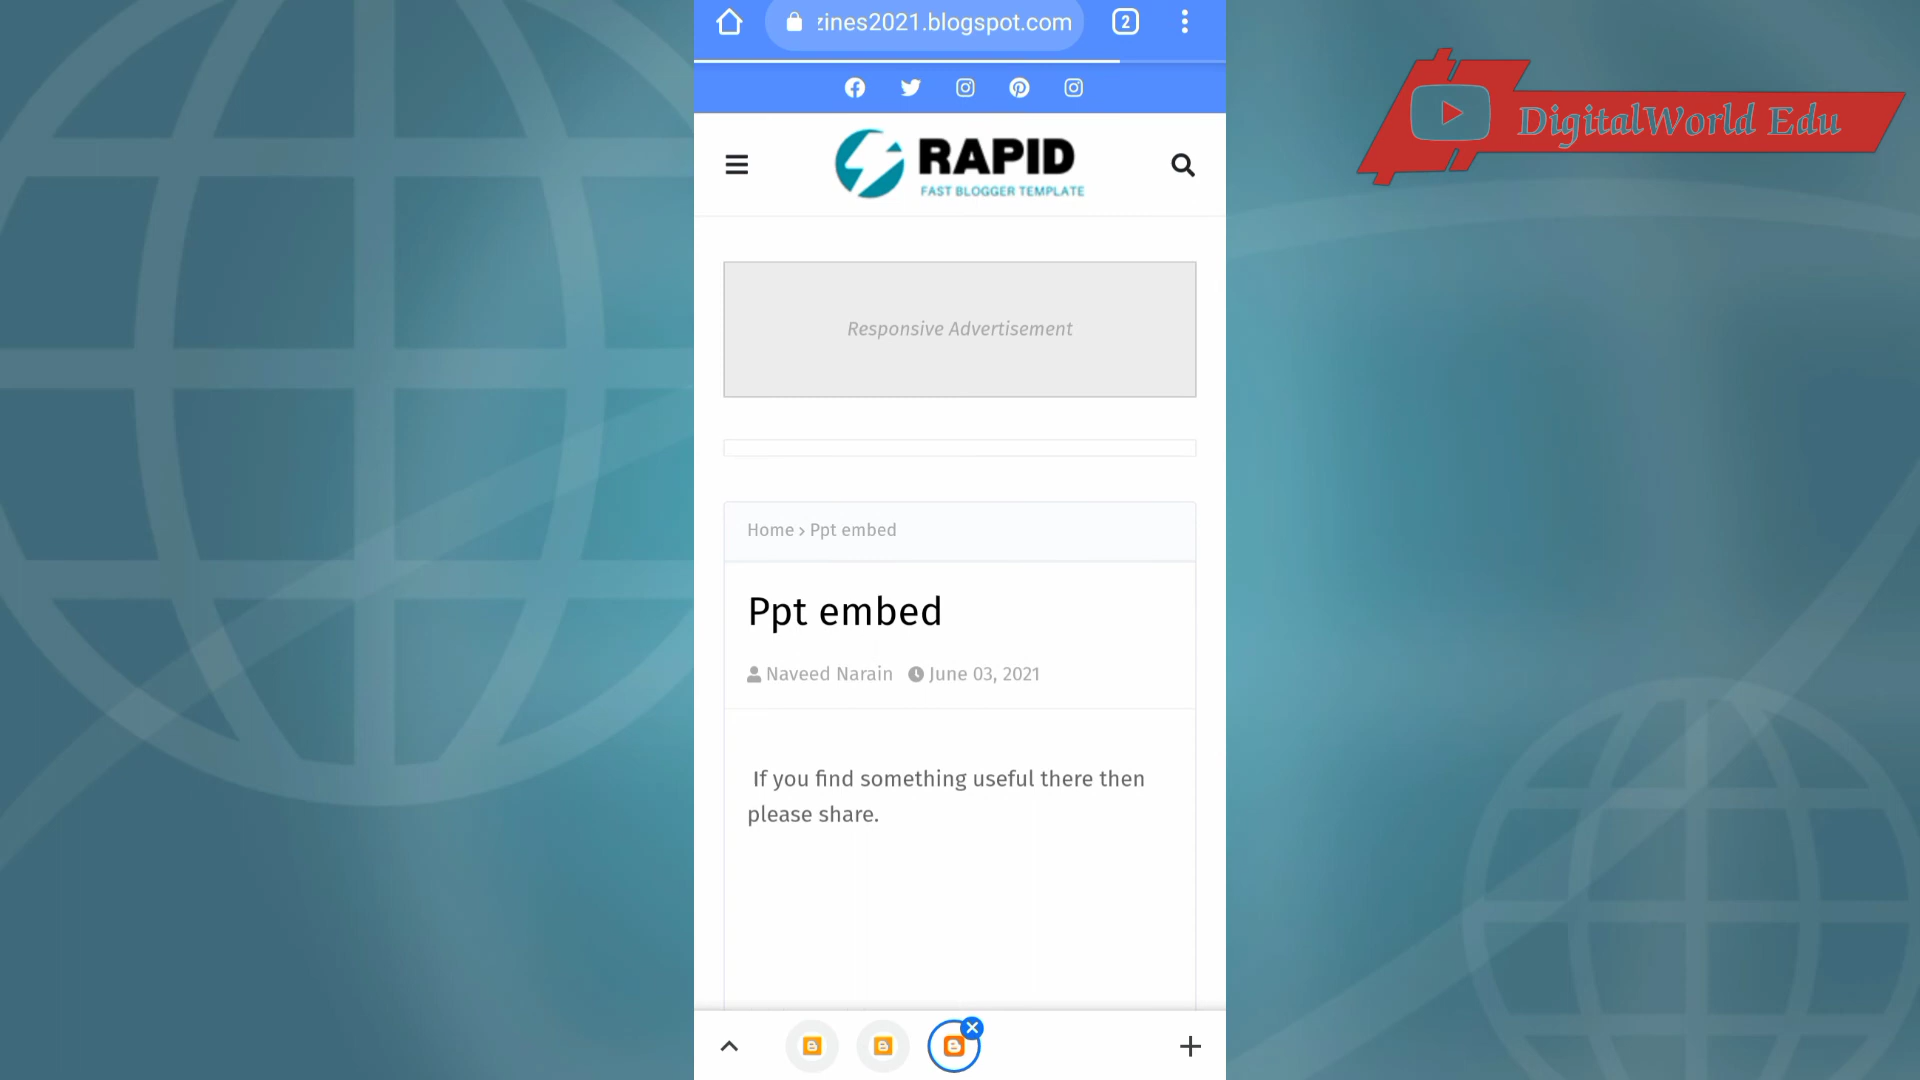 zines2021.blogspot.com
2
DigitalWorld Edu
RAPID
FAST BLOGGER TEMPLATE
Responsive Advertisement
Home › Ppt embed
Ppt embed
Naveed Narain June 03, 2021
If you find something useful there then
please share.